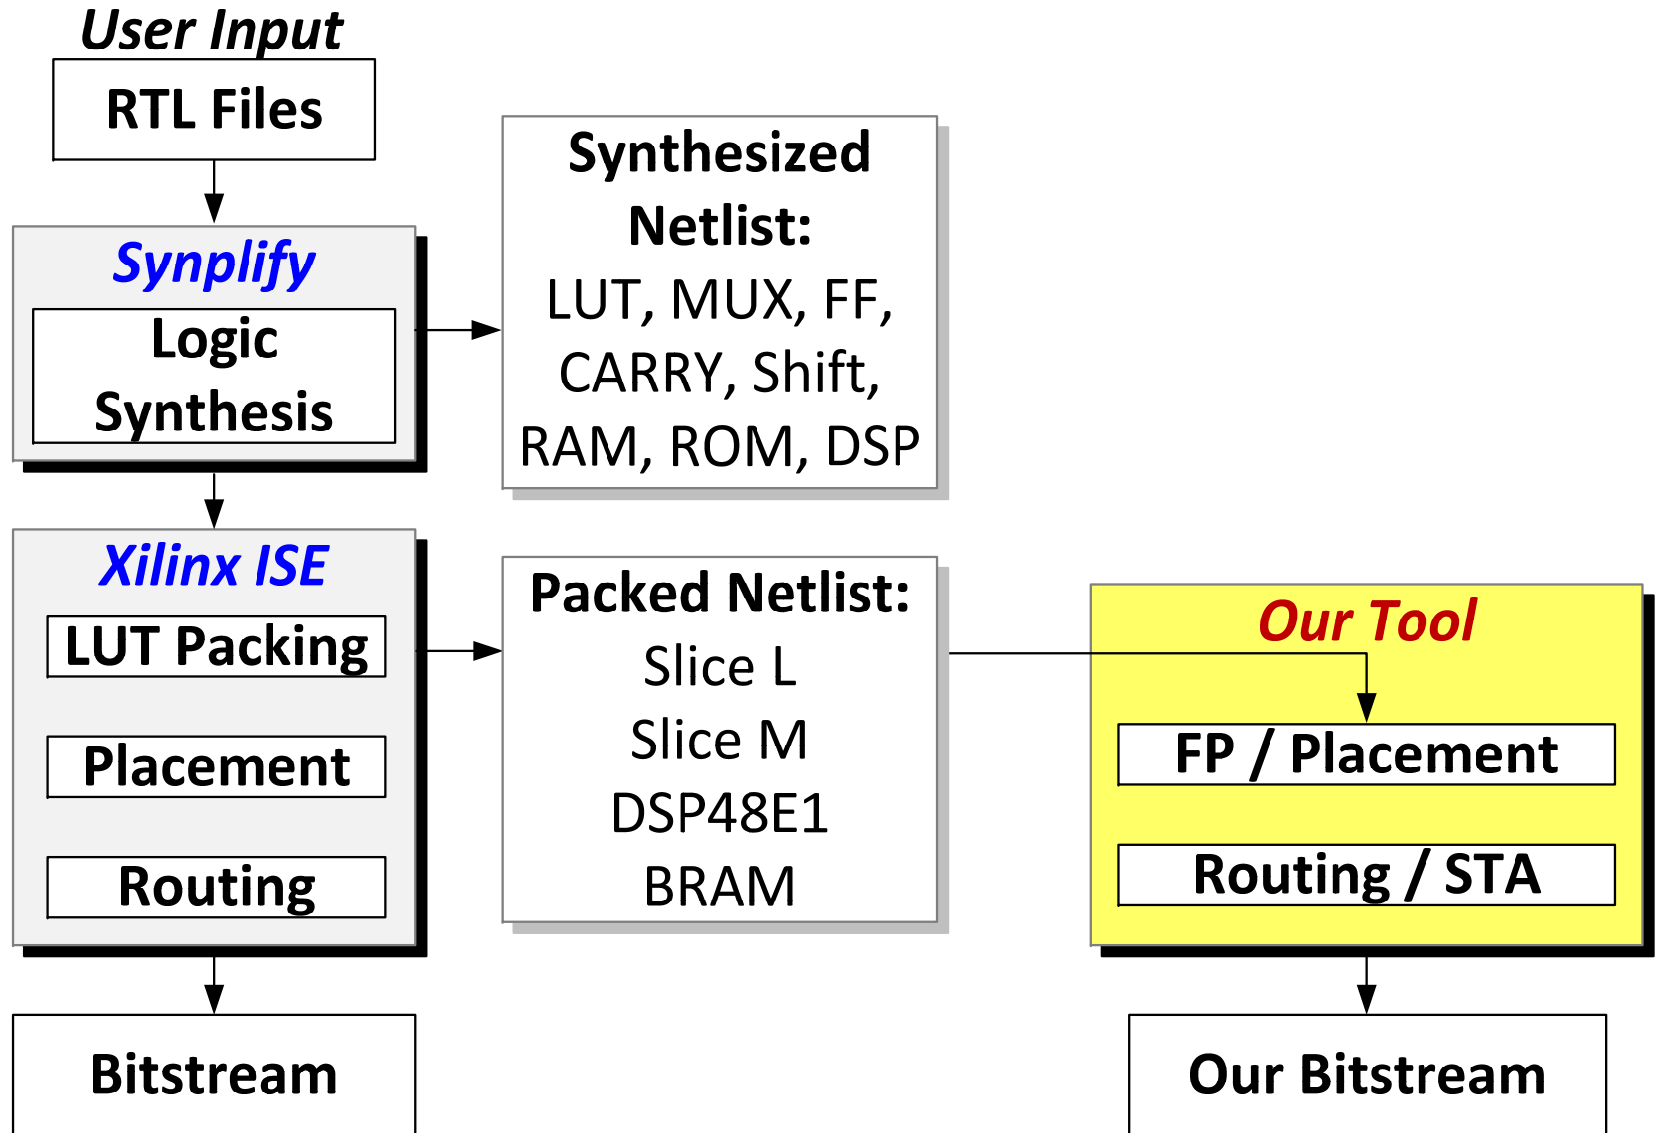 User Input
RTL Files
Synplify
Logic
Synthesis
Synthesized
Netlist:
LUT, MUX, FF,
CARRY, Shift,
RAM, ROM, DSP
Xilinx ISE
LUT Packing
Placement
Routing
Packed Netlist:
Slice L
Slice M
DSP48E1
BRAM
Our Tool
FP / Placement
Routing / STA
Bitstream
Our Bitstream